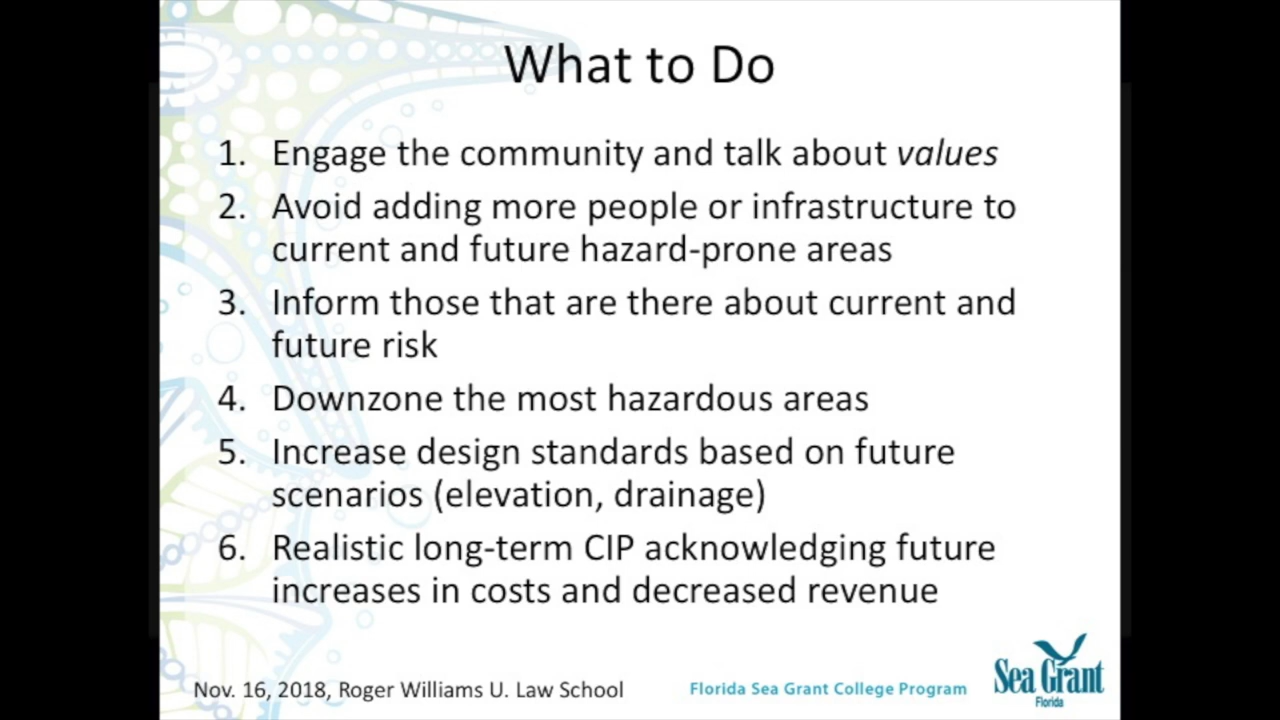 What to Do
1. Engage the community and talk about values
2. Avoid adding more people or infrastructure to
current and future hazard-prone areas
3. Inform those that are there about current and
future risk
4. Downzone the most hazardous areas
5. Increase design standards based on future
scenarios (elevation, drainage)
6. Realistic long-term CIP acknowledging future
increases in costs and decreased revenue
Nov. 16, 2018, Roger Williams U. Law School
Florida Sea Grant College Program
Sea Grant
Florida